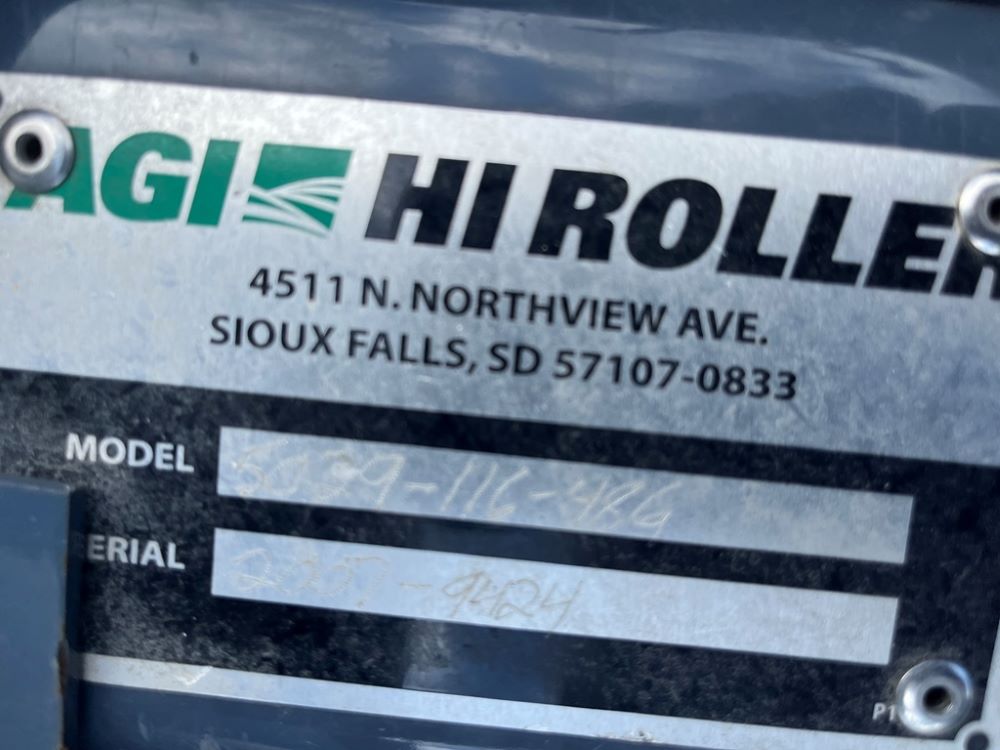 AGI HI ROLLER
4511 N. NORTHVIEW AVE.
SIOUX FALLS, SD 57107-0833
MODEL
ERIAL